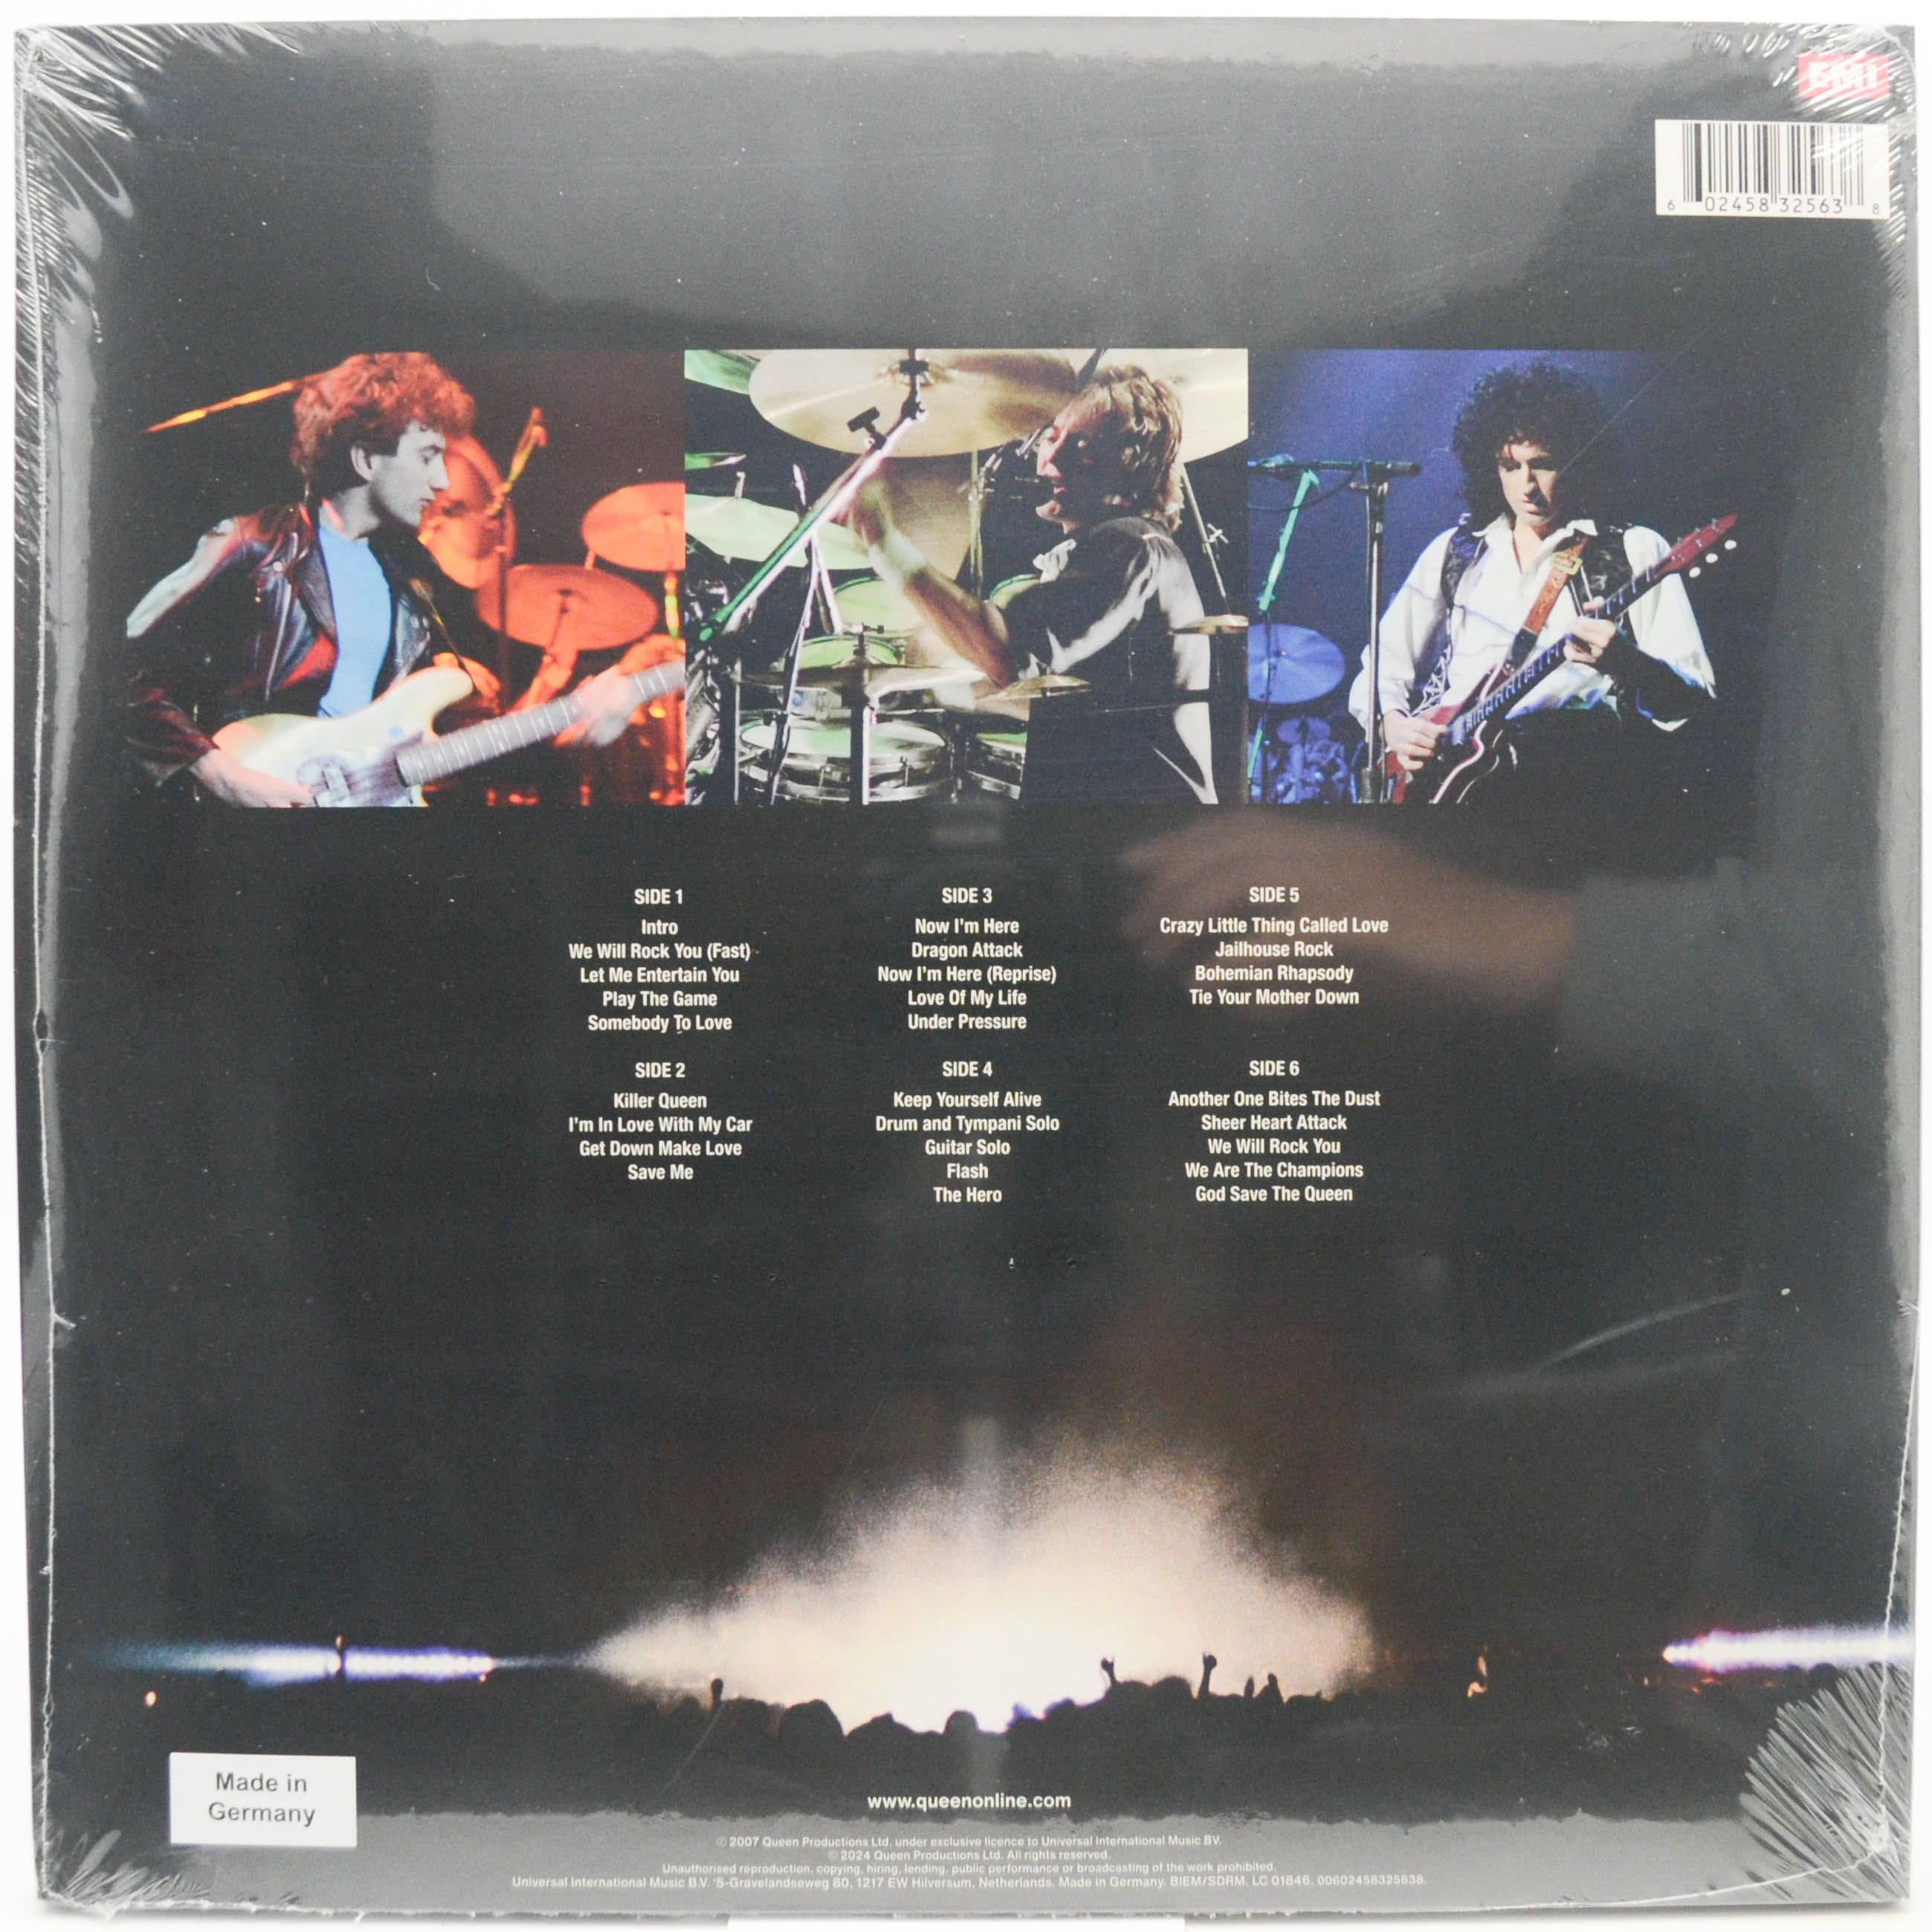 EMI
6 02458 32563 8
SIDE 1
Intro
We Will Rock You (Fast)
Let Me Entertain You
Play The Game
Somebody To Love
SIDE 2
Killer Queen
I'm In Love With My Car
Get Down Make Love
Save Me
SIDE 3
Now I'm Here
Dragon Attack
Now I'm Here (Reprise)
Love Of My Life
Under Pressure
SIDE 4
Keep Yourself Alive
Drum and Tympani Solo
Guitar Solo
Flash
The Hero
SIDE 5
Crazy Little Thing Called Love
Jailhouse Rock
Bohemian Rhapsody
Tie Your Mother Down
SIDE 6
Another One Bites The Dust
Sheer Heart Attack
We Will Rock You
We Are The Champions
God Save The Queen
Made in
Germany
www.queenonline.com
℗ 2007 Queen Productions Ltd. under exclusive licence to Universal International Music BV.
© 2024 Queen Productions Ltd. All rights reserved.
Unauthorised reproduction, copying, hiring, lending, public performance or broadcasting of the work prohibited.
Universal International Music B.V. 'S-Gravelandseweg 80, 1217 EW Hilversum, Netherlands. Made in Germany. BIEM/SDRM. LC 01846. 00602458325638.